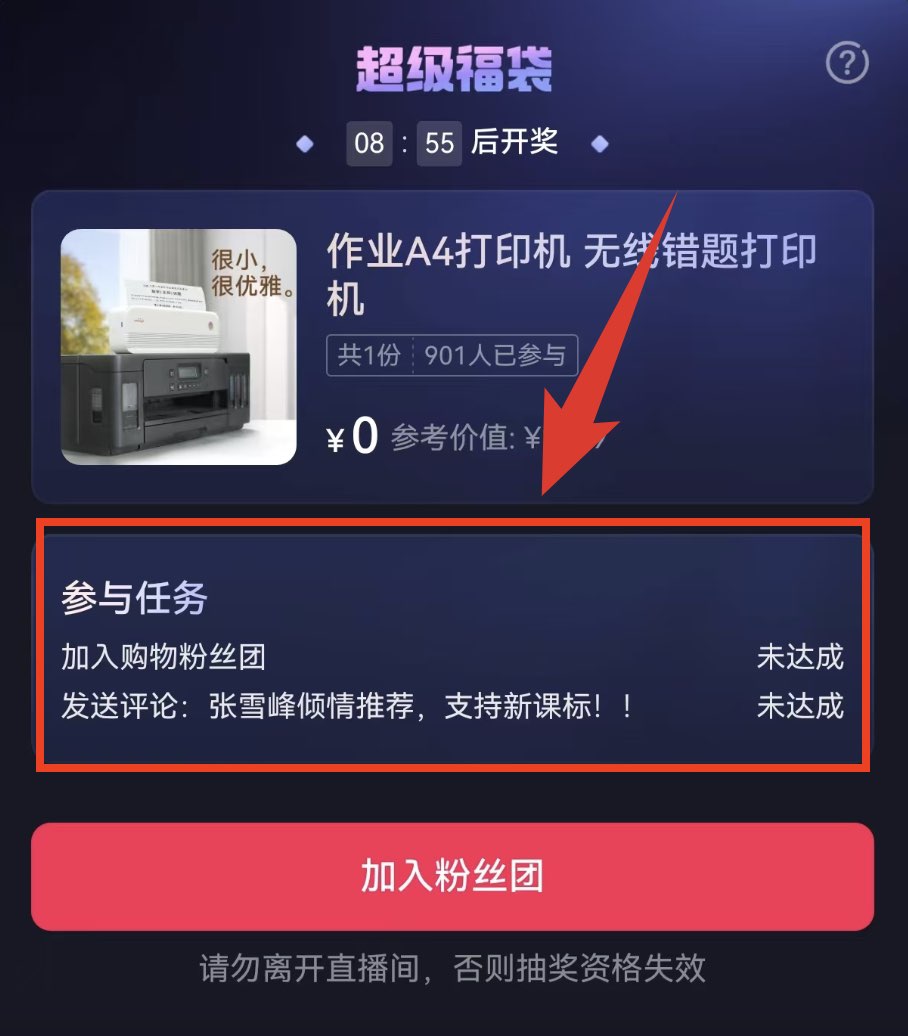 超级福袋
?
08 : 55 后开奖
很小，
很优雅。
作业A4打印机 无线错题打印
机
共1份 901人已参与
¥0 参考价值: ¥
参与任务
加入购物粉丝团 未达成
发送评论：张雪峰倾情推荐，支持新课标！！ 未达成
加入粉丝团
请勿离开直播间，否则抽奖资格失效